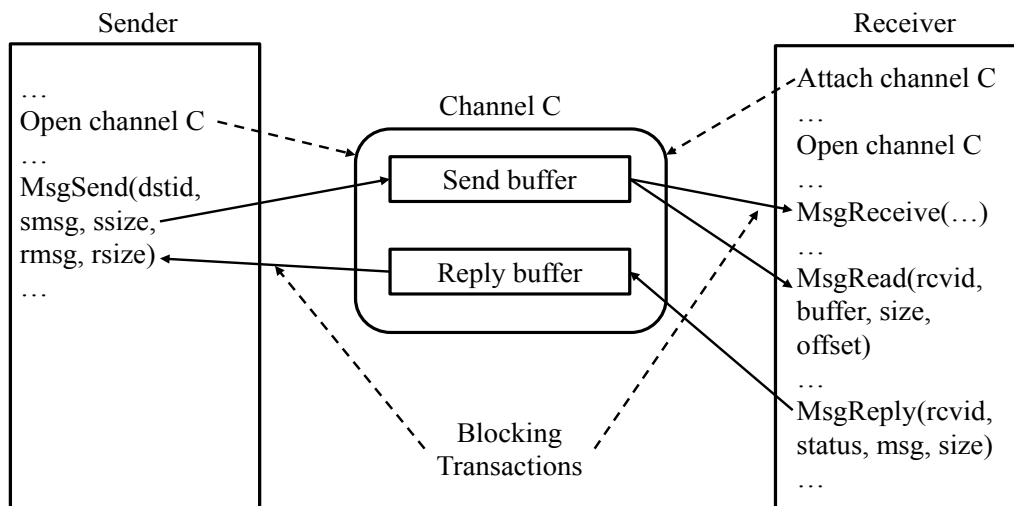 Sender
…
Open channel C
…
MsgSend(dstid,
smsg, ssize,
rmsg, rsize)
…
Channel C
Send buffer
Reply buffer
Blocking
Transactions
Receiver
Attach channel C
…
Open channel C
…
MsgReceive(…)
…
MsgRead(rcvid,
buffer, size,
offset)
…
MsgReply(rcvid,
status, msg, size)
…